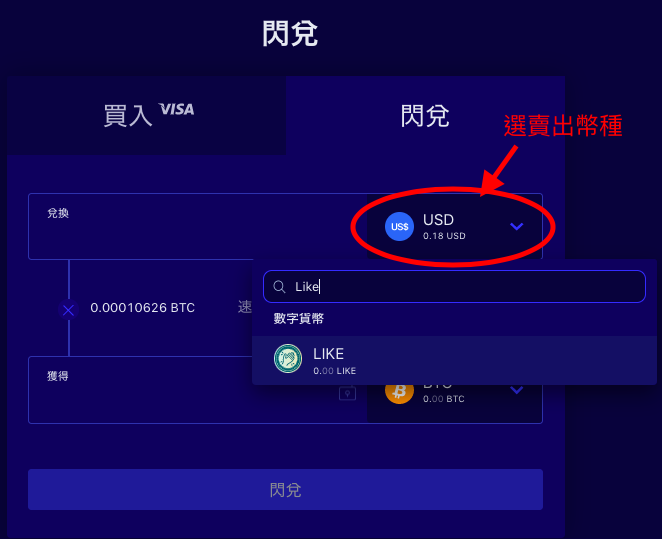 閃兌
買入 VISA
閃兌
選賣出幣種
兌換
US$
USD
0.18 USD
Like
0.00010626 BTC
速
數字貨幣
LIKE
0.00 LIKE
獲得
BTC
0.00 BTC
閃兌